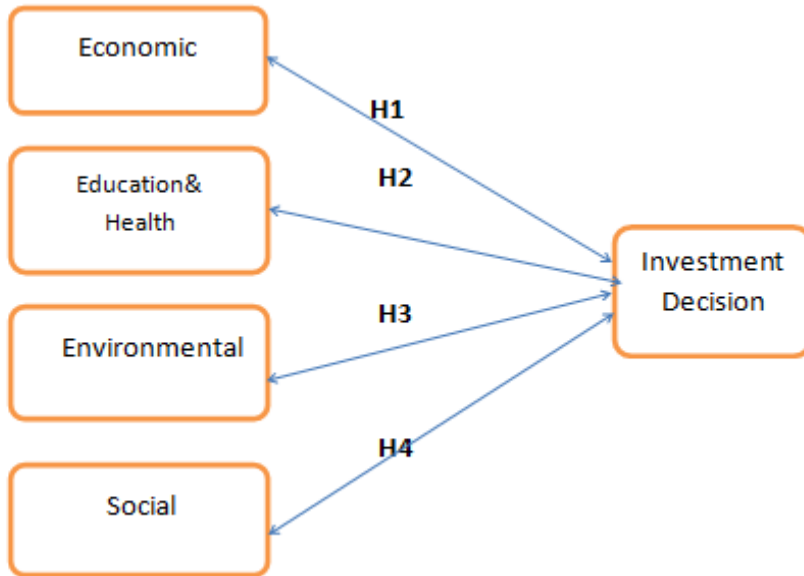 Economic
H1
Education&
Health
H2
Investment
Decision
Environmental
H3
Social
H4